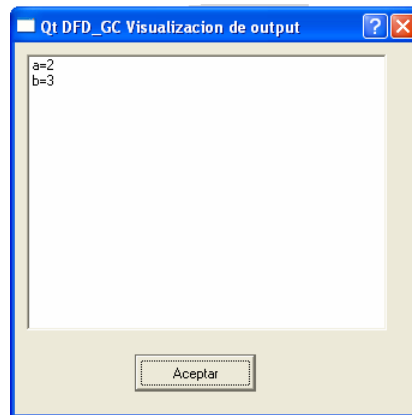 Qt DFD_GC Visualizacion de output
a=2
b=3
Aceptar